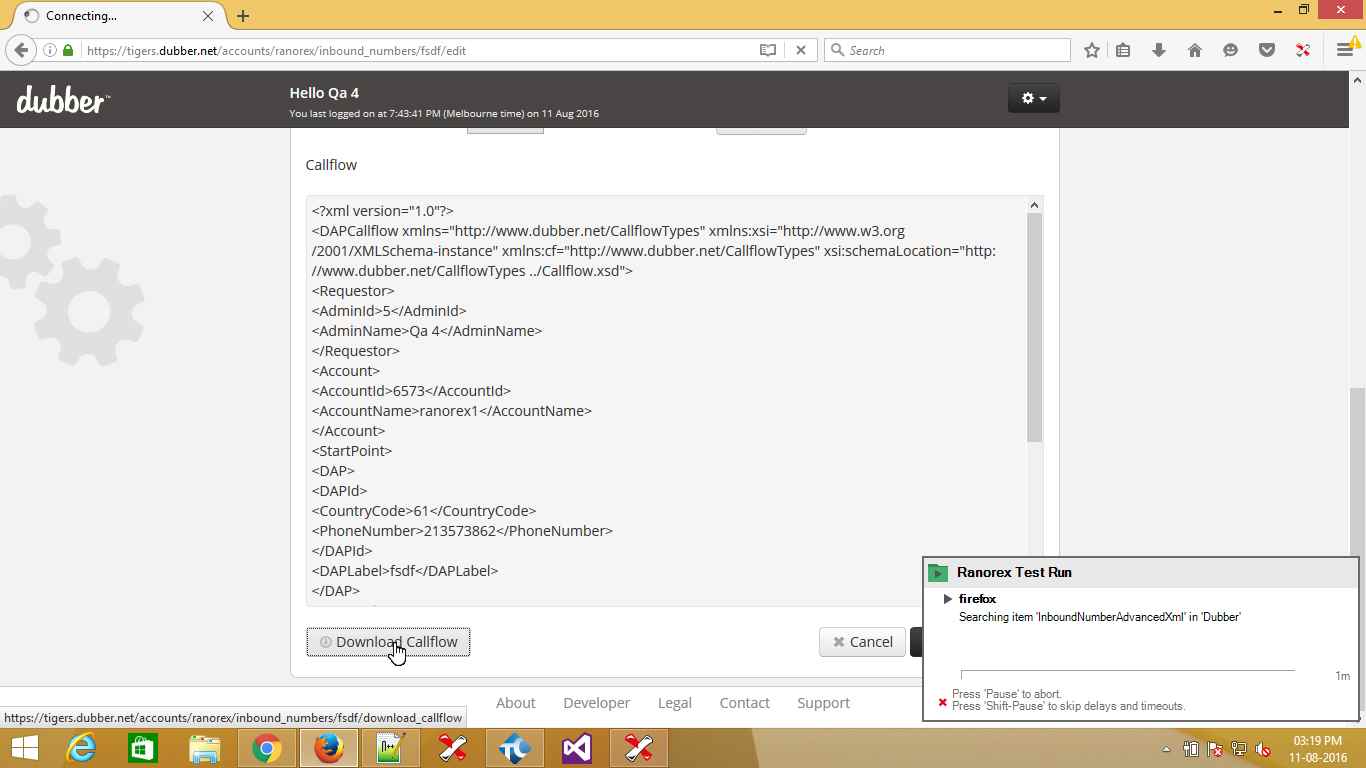 Connecting...
https://tigers.dubber.net/accounts/ranorex/inbound_numbers/fsdf/edit
Search
dubber™
Hello Qa 4
You last logged on at 7:43:41 PM (Melbourne time) on 11 Aug 2016
Callflow
<?xml version="1.0"?>
<DAPCallflow xmlns="http://www.dubber.net/CallflowTypes" xmlns:xsi="http://www.w3.org
/2001/XMLSchema-instance" xmlns:cf="http://www.dubber.net/CallflowTypes" xsi:schemaLocation="http:
//www.dubber.net/CallflowTypes ../Callflow.xsd">
<Requestor>
<AdminId>5</AdminId>
<AdminName>Qa 4</AdminName>
</Requestor>
<Account>
<AccountId>6573</AccountId>
<AccountName>ranorex1</AccountName>
</Account>
<StartPoint>
<DAP>
<DAPId>
<CountryCode>61</CountryCode>
<PhoneNumber>213573862</PhoneNumber>
</DAPId>
<DAPLabel>fsdf</DAPLabel>
</DAP>
Download Callflow
Cancel
Ranorex Test Run
firefox
Searching item 'InboundNumberAdvancedXml' in 'Dubber'
1m
Press 'Pause' to abort.
Press 'Shift-Pause' to skip delays and timeouts.
About Developer Legal Contact Support
https://tigers.dubber.net/accounts/ranorex/inbound_numbers/fsdf/download_callflow
03:19 PM
11-08-2016